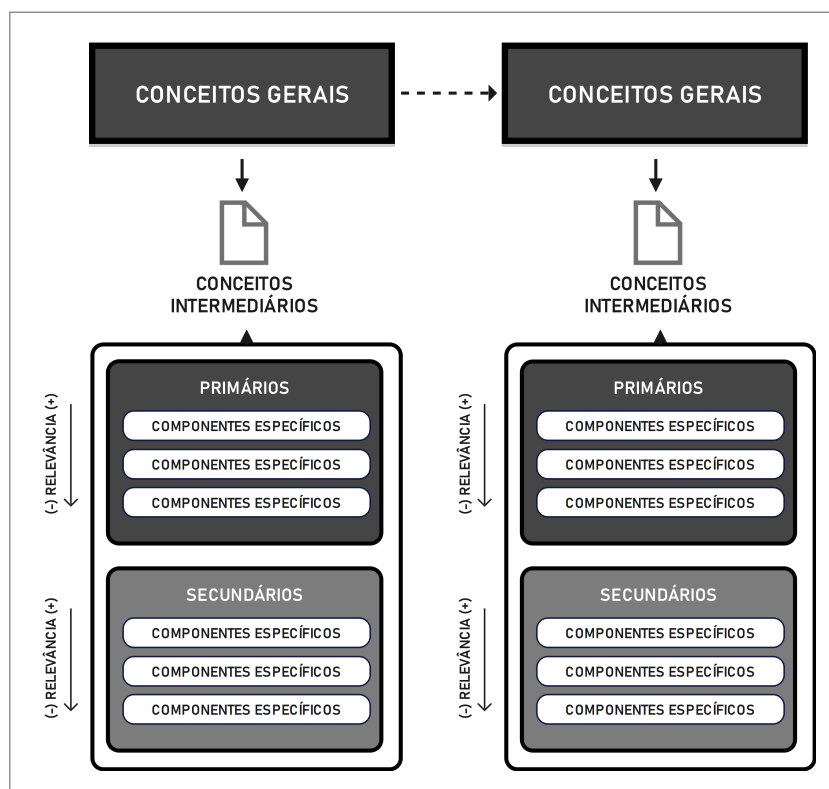 CONCEITOS GERAIS
CONCEITOS
INTERMEDIÁRIOS
PRIMÁRIOS
COMPONENTES ESPECÍFICOS
COMPONENTES ESPECÍFICOS
COMPONENTES ESPECÍFICOS
(-) RELEVÂNCIA (+)
SECUNDÁRIOS
COMPONENTES ESPECÍFICOS
COMPONENTES ESPECÍFICOS
COMPONENTES ESPECÍFICOS
(-) RELEVÂNCIA (+)
CONCEITOS GERAIS
CONCEITOS
INTERMEDIÁRIOS
PRIMÁRIOS
COMPONENTES ESPECÍFICOS
COMPONENTES ESPECÍFICOS
COMPONENTES ESPECÍFICOS
(-) RELEVÂNCIA (+)
SECUNDÁRIOS
COMPONENTES ESPECÍFICOS
COMPONENTES ESPECÍFICOS
COMPONENTES ESPECÍFICOS
(-) RELEVÂNCIA (+)